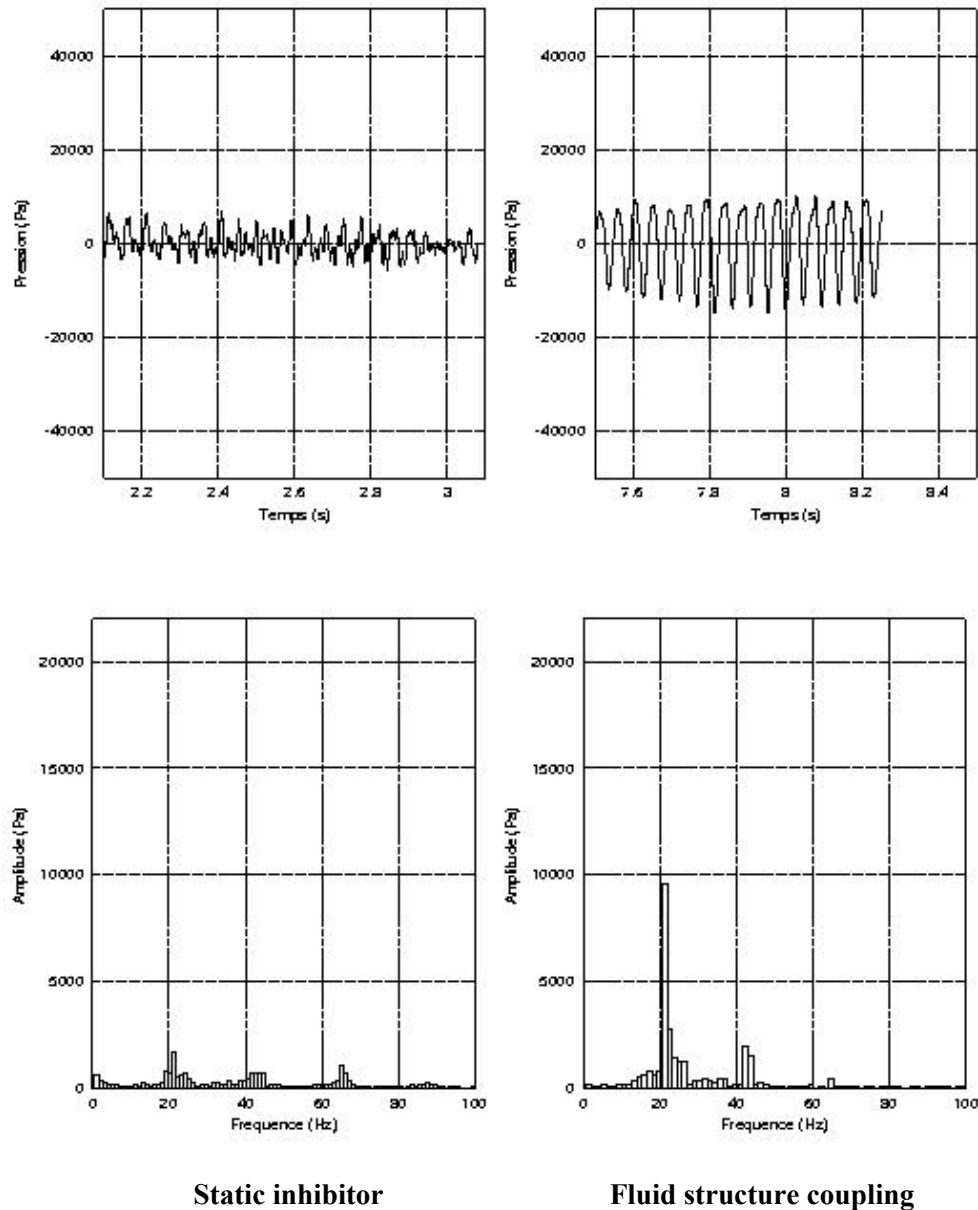 40000
20000
0
-20000
-40000
Pression (Pa)
2.2 2.4 2.6 2.8 3
Temps (s)
40000
20000
0
-20000
-40000
Pression (Pa)
7.6 7.8 8 8.2 8.4
Temps (s)
20000
15000
10000
5000
0
Amplitude (Pa)
0 20 40 60 80 100
Frequence (Hz)
20000
15000
10000
5000
0
Amplitude (Pa)
0 20 40 60 80 100
Frequence (Hz)
Static inhibitor
Fluid structure coupling